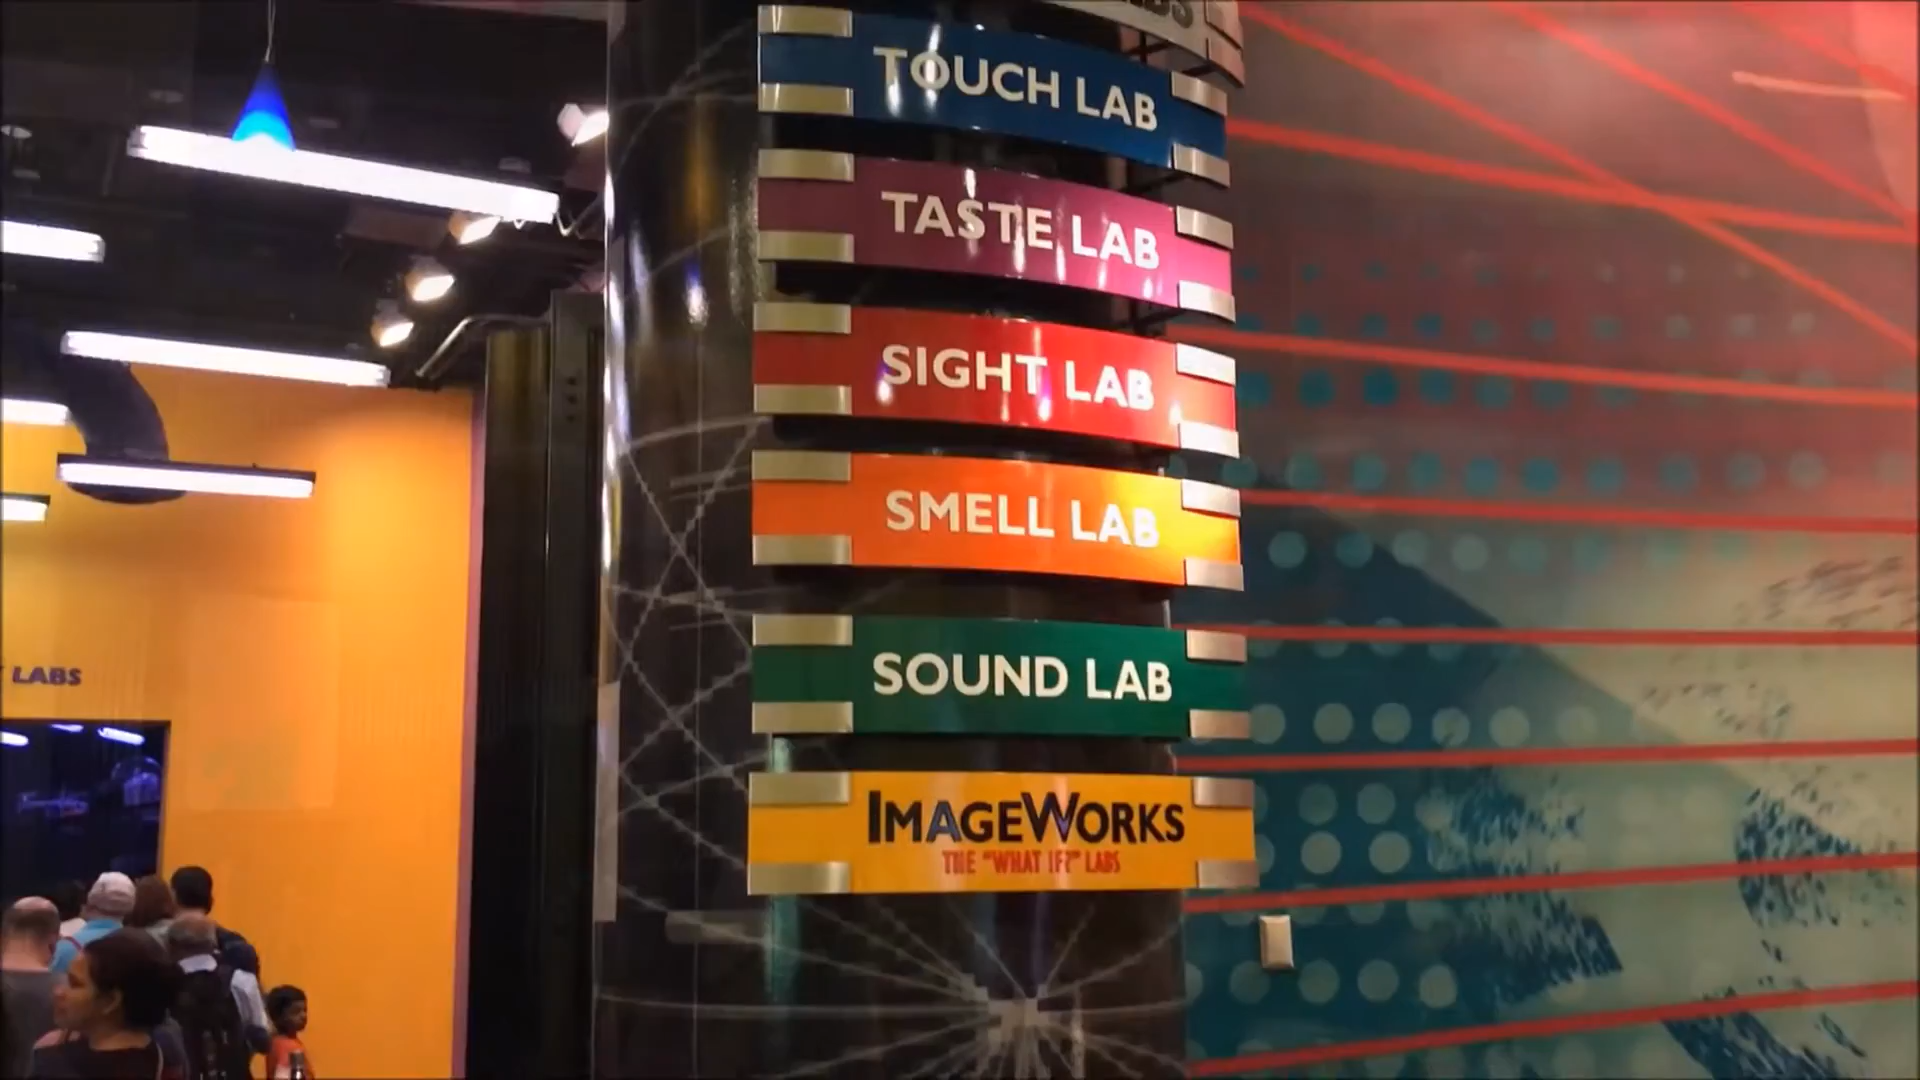 TOUCH LAB
TASTE LAB
SIGHT LAB
SMELL LAB
SOUND LAB
IMAGEWORKS
THE "WHAT IF?" LABS
LABS